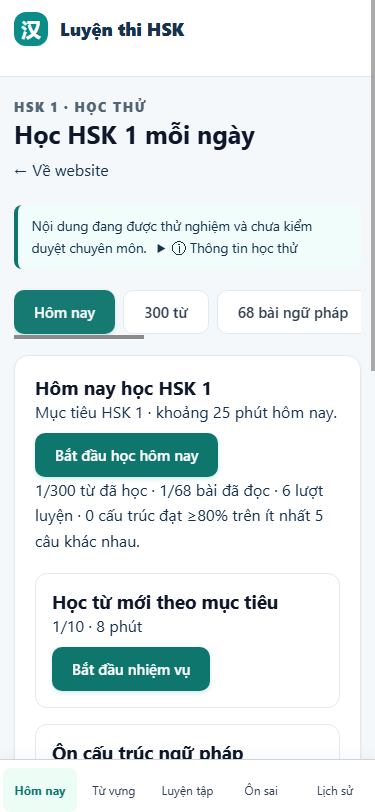 汉 Luyện thi HSK
HSK 1 · HỌC THỬ
Học HSK 1 mỗi ngày
← Về website
Nội dung đang được thử nghiệm và chưa kiểm
duyệt chuyên môn. ▶ ⓘ Thông tin học thử
Hôm nay 300 từ 68 bài ngữ pháp
Hôm nay học HSK 1
Mục tiêu HSK 1 · khoảng 25 phút hôm nay.
Bắt đầu học hôm nay
1/300 từ đã học · 1/68 bài đã đọc · 6 lượt
luyện · 0 cấu trúc đạt ≥80% trên ít nhất 5
câu khác nhau.
Học từ mới theo mục tiêu
1/10 · 8 phút
Bắt đầu nhiệm vụ
Ôn cấu trúc ngữ pháp
Hôm nay Từ vựng Luyện tập Ôn sai Lịch sử